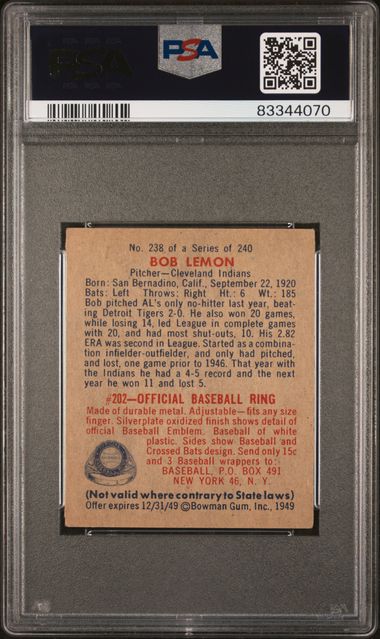 PSA
PSA
83344070
No. 238 of a Series of 240
BOB LEMON
Pitcher—Cleveland Indians
Born: San Bernadino, Calif., September 22, 1920
Bats: Left Throws: Right Ht.: 6 Wt.: 185
Bob pitched AL's only no-hitter last year, beat-
ing Detroit Tigers 2-0. He also won 20 games,
while losing 14, led League in complete games
with 20, and had most shut-outs, 10. His 2.82
ERA was second in League. Started as a combina-
tion infielder-outfielder, and only had pitched,
and lost, one game prior to 1946. That year with
the Indians he had a 4-5 record and the next
year he won 11 and lost 5.
#202—OFFICIAL BASEBALL RING
Made of durable metal. Adjustable—fits any size
finger. Silverplate oxidized finish shows detail of
official Baseball Emblem. Baseball of white
plastic. Sides show Baseball and
Crossed Bats design. Send only 15c
and 3 Baseball wrappers to:
BASEBALL, P.O. BOX 491
NEW YORK 46, N. Y.
(Not valid where contrary to State laws)
Offer expires 12/31/49 ©Bowman Gum, Inc., 1949